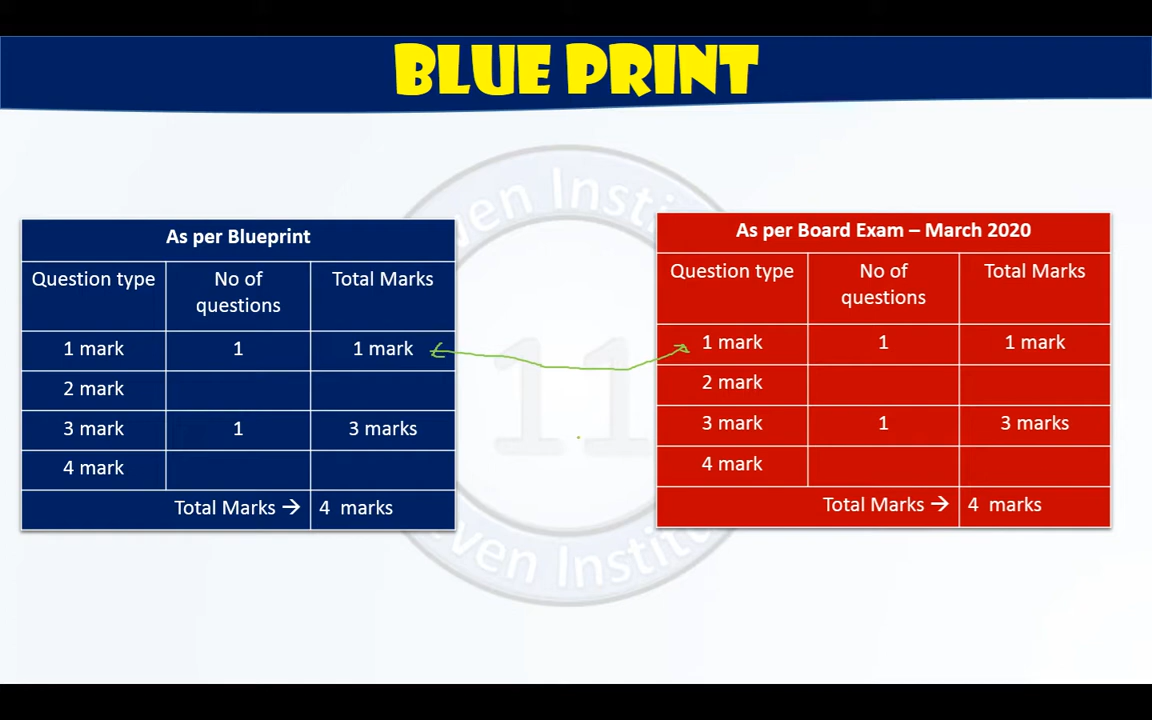 BLUE PRINT
As per Blueprint
Question type No of questions Total Marks
1 mark 1 1 mark
2 mark
3 mark 1 3 marks
4 mark
Total Marks → 4 marks
As per Board Exam – March 2020
Question type No of questions Total Marks
1 mark 1 1 mark
2 mark
3 mark 1 3 marks
4 mark
Total Marks → 4 marks
11